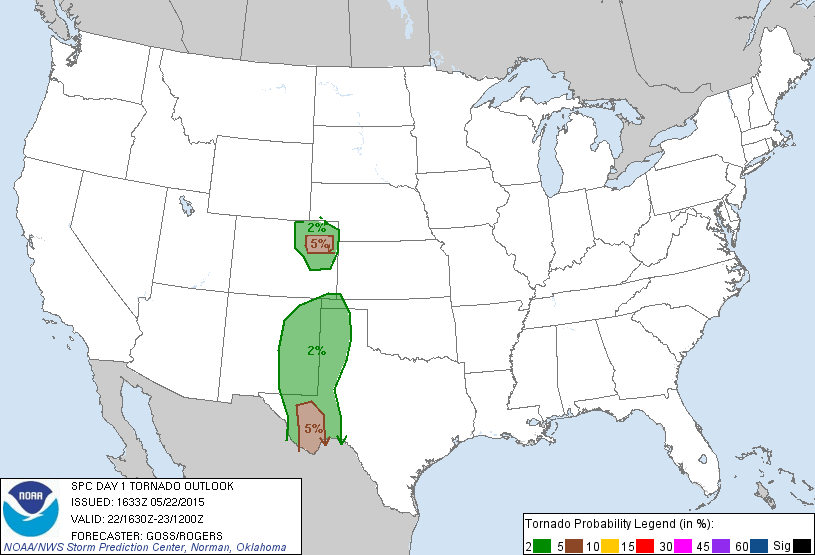 2%
5%
2%
5%
NOAA
SPC DAY 1 TORNADO OUTLOOK
ISSUED: 1633Z 05/22/2015
VALID: 22/1630Z-23/1200Z
FORECASTER: GOSS/ROGERS
NOAA/NWS Storm Prediction Center, Norman, Oklahoma
Tornado Probability Legend (in %):
2 5 10 15 30 45 60 Sig